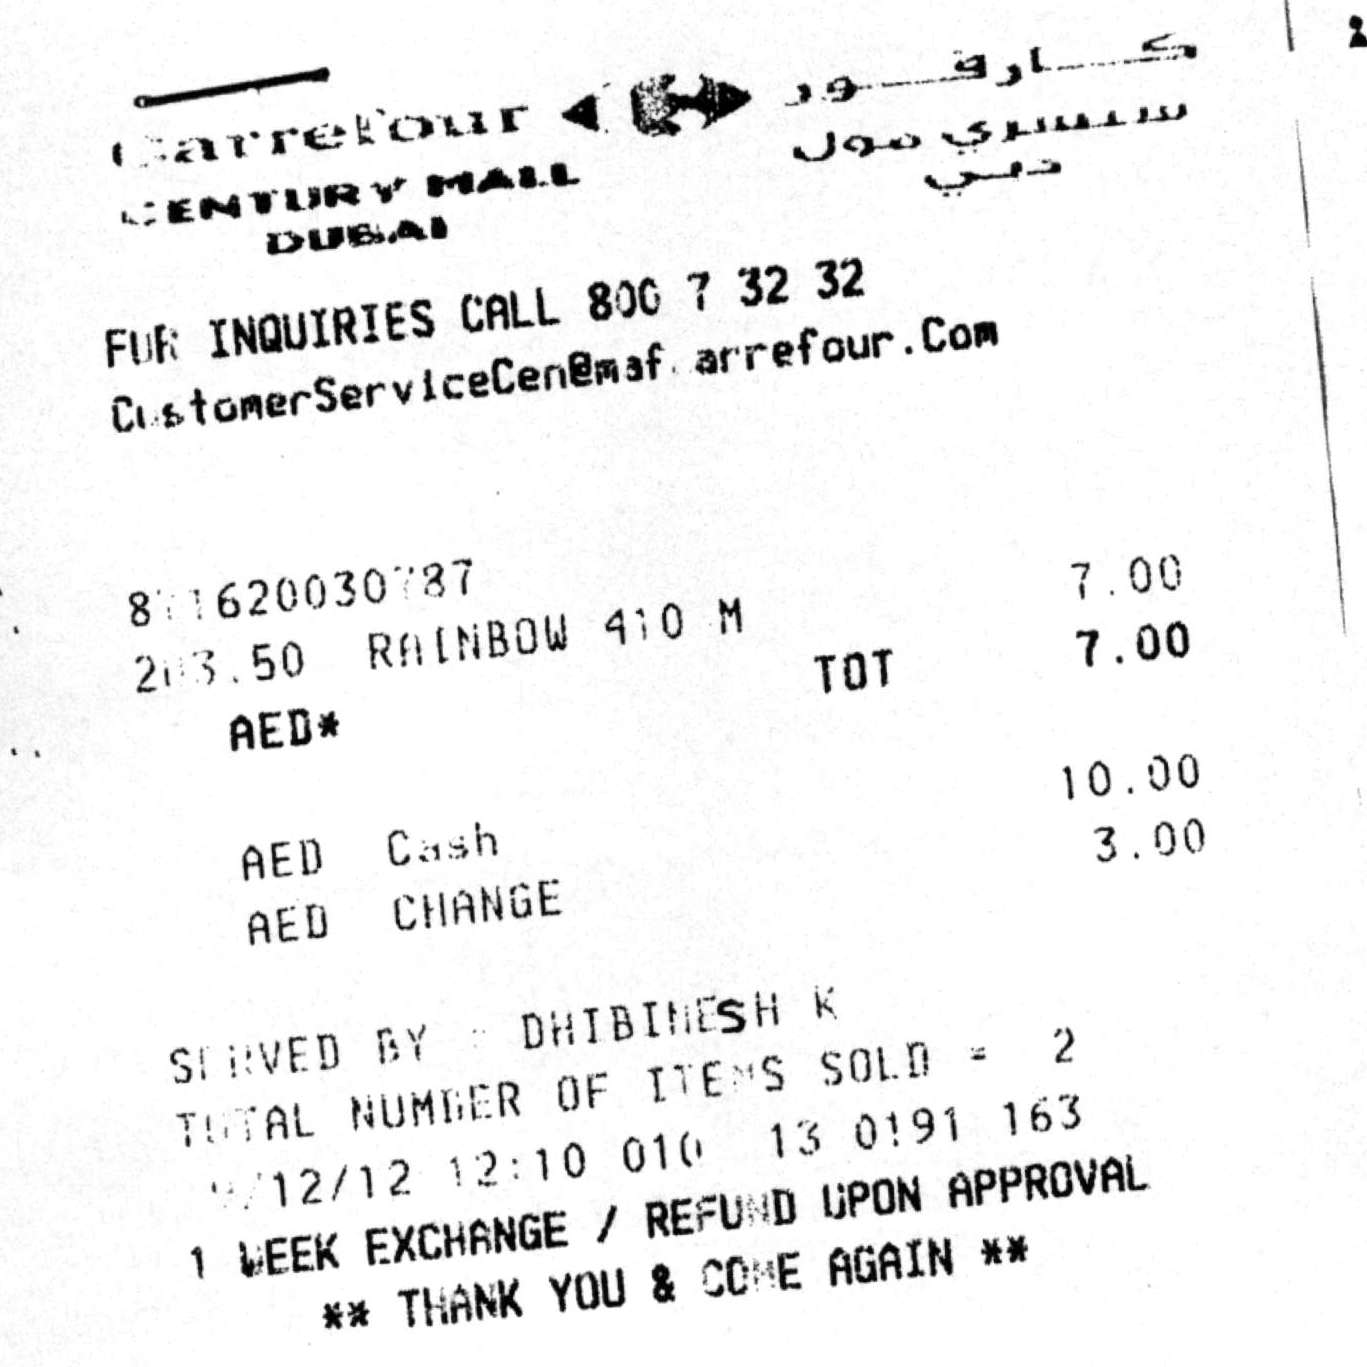 Carrefour كارفور
CENTURY MALL سنشري مول
DUBAI دبي
FOR INQUIRIES CALL 800 7 32 32
CustomerServiceCen@maf.arrefour.Com
7.00
RAINBOW 410 M
TOT 7.00
AED*
10.00
AED Cash
3.00
AED CHANGE
SERVED BY : DHIBINESH K
TOTAL NUMBER OF ITEMS SOLD = 2
12:10 13 0191 163
1 WEEK EXCHANGE / REFUND UPON APPROVAL
** THANK YOU & COME AGAIN **